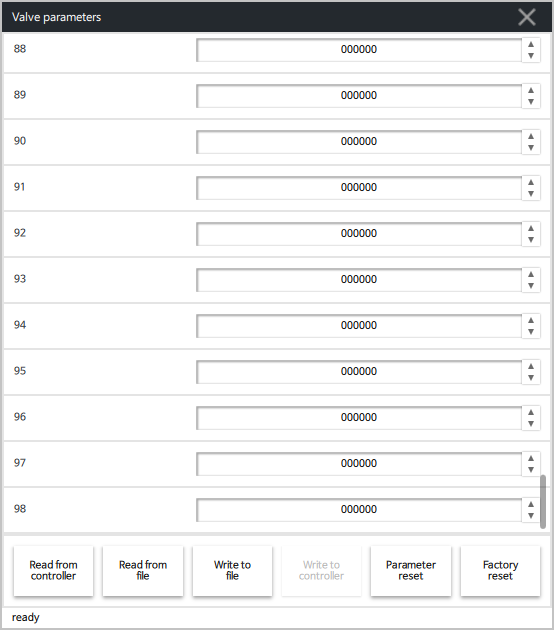 Valve parameters
88 000000
89 000000
90 000000
91 000000
92 000000
93 000000
94 000000
95 000000
96 000000
97 000000
98 000000
Read from controller
Read from file
Write to file
Write to controller
Parameter reset
Factory reset
ready